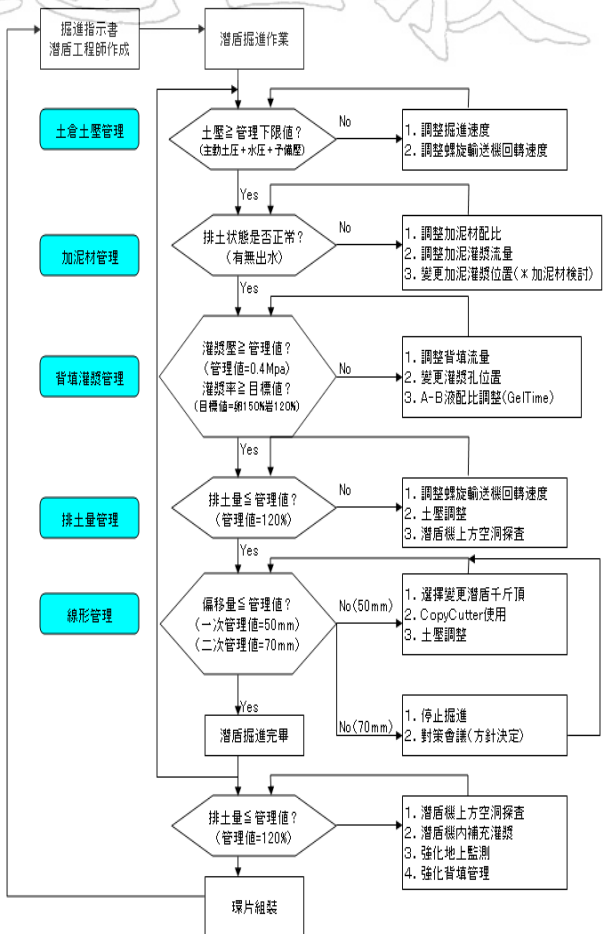 掘進指示書
潛盾工程師作成
潛盾掘進作業
土倉土壓管理
土壓≧管理下限值?
(主動土圧+水圧+予備壓)
No
1. 調整掘進速度
2. 調整螺旋輸送機回轉速度
Yes
加泥材管理
排土狀態是否正常?
(有無出水)
No
1. 調整加泥材配比
2. 調整加泥灌漿流量
3. 變更加泥灌漿位置(*加泥材検討)
Yes
背填灌漿管理
灌漿壓≧管理值?
(管理值=0.4Mpa)
灌漿率≧目標值?
(目標值=卵150%岩120%)
No
1. 調整背填流量
2. 變更灌漿孔位置
3. A-B液配比調整(GelTime)
Yes
排土量管理
排土量≦管理值?
(管理值=120%)
No
1. 調整螺旋輸送機回轉速度
2. 土壓調整
3. 潛盾機上方空洞探查
Yes
線形管理
偏移量≦管理值?
(一次管理值=50mm)
(二次管理值=70mm)
No(50mm)
1. 選擇變更潛盾千斤頂
2. CopyCutter使用
3. 土壓調整
Yes
No(70mm)
1. 停止掘進
2. 對策會議(方針決定)
潛盾掘進完畢
排土量≦管理值?
(管理值=120%)
1. 潛盾機上方空洞探查
2. 潛盾機內補充灌漿
3. 強化地上監測
4. 強化背填管理
環片組裝